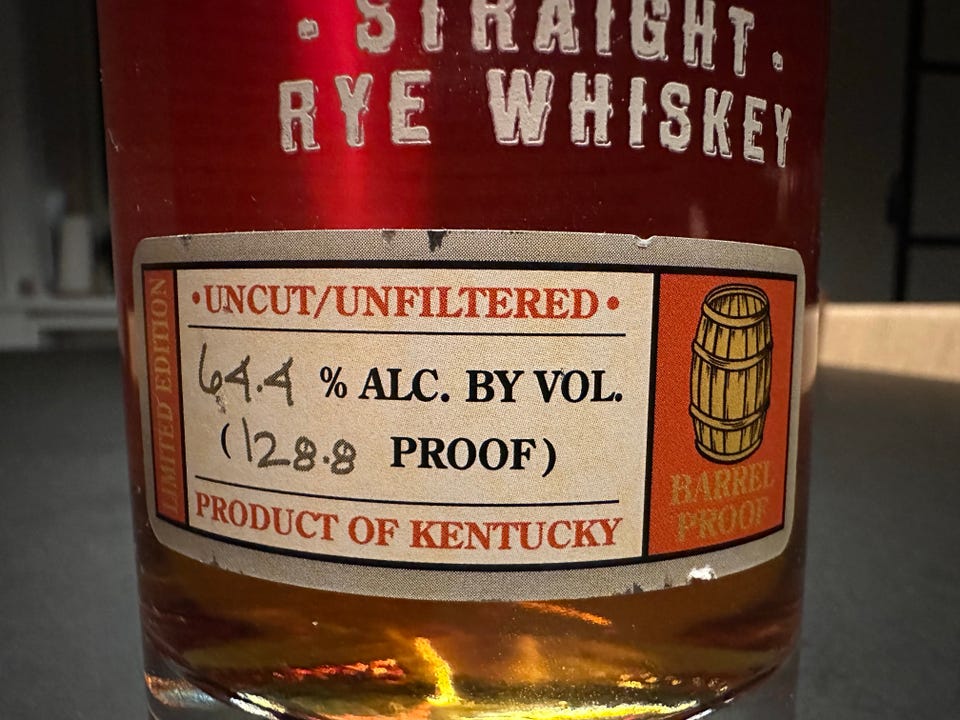 · STRAIGHT ·
RYE WHISKEY
LIMITED EDITION
·UNCUT/UNFILTERED·
64.4 % ALC. BY VOL.
(128.8 PROOF)
PRODUCT OF KENTUCKY
BARREL
PROOF